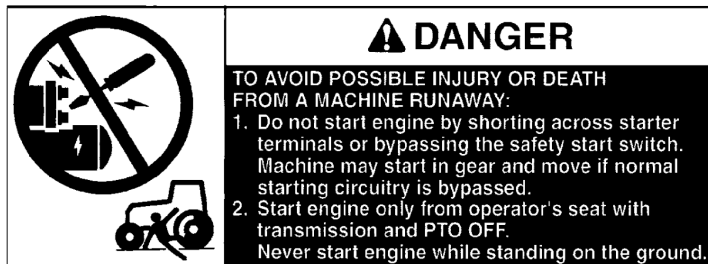 DANGER
TO AVOID POSSIBLE INJURY OR DEATH
FROM A MACHINE RUNAWAY:
1. Do not start engine by shorting across starter
terminals or bypassing the safety start switch.
Machine may start in gear and move if normal
starting circuitry is bypassed.
2. Start engine only from operator's seat with
transmission and PTO OFF.
Never start engine while standing on the ground.